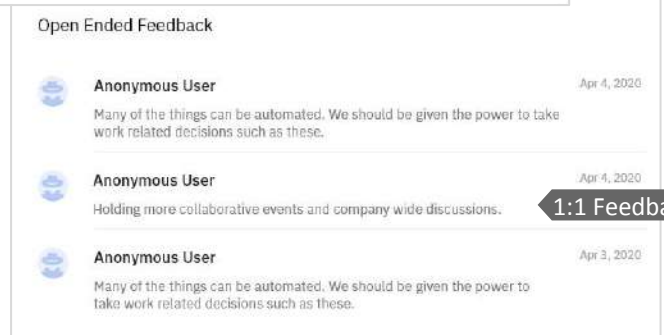 Open Ended Feedback
Anonymous User
Apr 4, 2020
Many of the things can be automated. We should be given the power to take
work related decisions such as these.
Anonymous User
Apr 4, 2020
Holding more collaborative events and company wide discussions.
1:1 Feedba
Anonymous User
Apr 3, 2020
Many of the things can be automated. We should be given the power to
take work related decisions such as these.